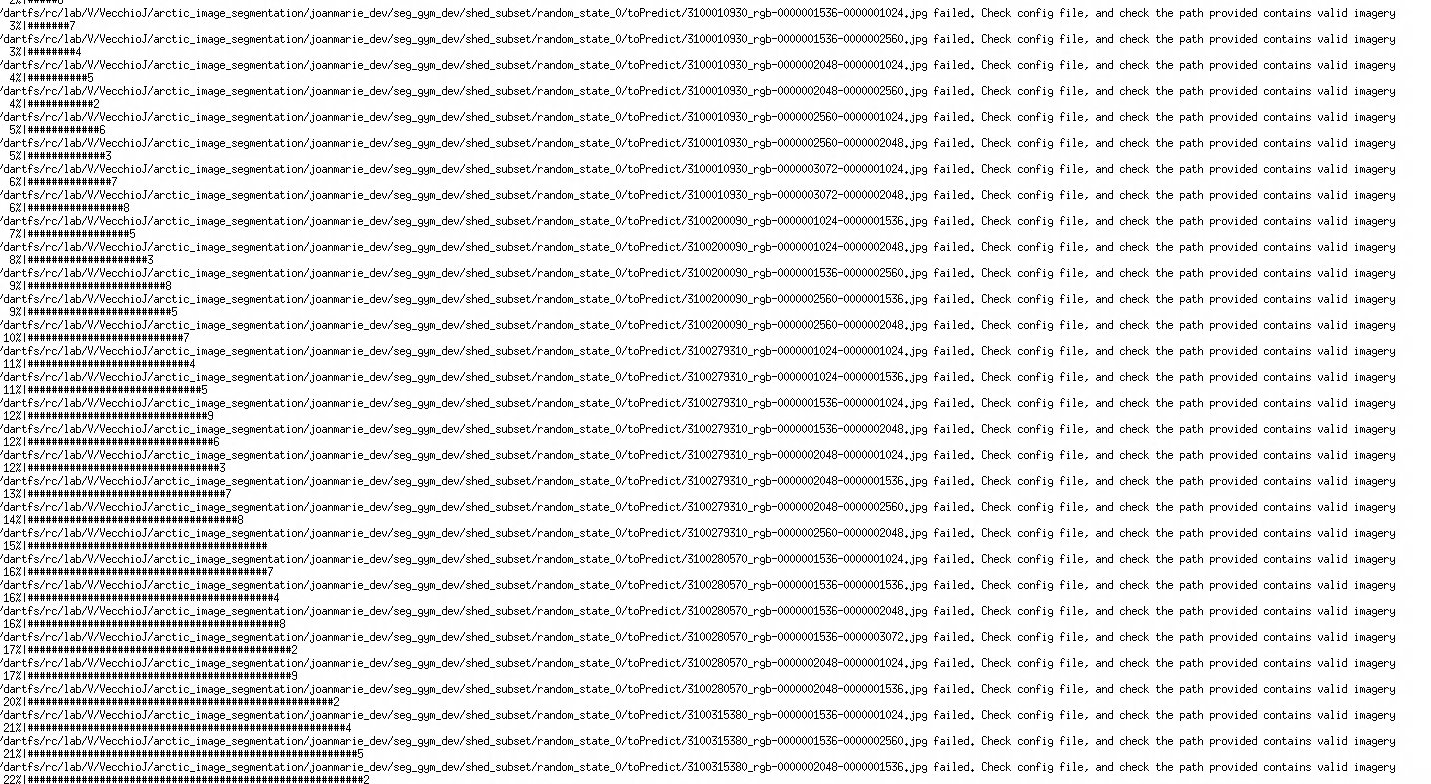 /dartfs/rc/lab/V/VecchioJ/arctic_image_segmentation/joanmarie_dev/seg_gym_dev/shed_subset/random_state_0/toPredict/3100010930_rgb-0000001536-0000001024.jpg failed. Check config file, and check the path provided contains valid imagery
3%|#######7
/dartfs/rc/lab/V/VecchioJ/arctic_image_segmentation/joanmarie_dev/seg_gym_dev/shed_subset/random_state_0/toPredict/3100010930_rgb-0000001536-0000002560.jpg failed. Check config file, and check the path provided contains valid imagery
3%|########4
/dartfs/rc/lab/V/VecchioJ/arctic_image_segmentation/joanmarie_dev/seg_gym_dev/shed_subset/random_state_0/toPredict/3100010930_rgb-0000002048-0000001024.jpg failed. Check config file, and check the path provided contains valid imagery
4%|##########5
/dartfs/rc/lab/V/VecchioJ/arctic_image_segmentation/joanmarie_dev/seg_gym_dev/shed_subset/random_state_0/toPredict/3100010930_rgb-0000002048-0000002560.jpg failed. Check config file, and check the path provided contains valid imagery
4%|###########2
/dartfs/rc/lab/V/VecchioJ/arctic_image_segmentation/joanmarie_dev/seg_gym_dev/shed_subset/random_state_0/toPredict/3100010930_rgb-0000002560-0000001024.jpg failed. Check config file, and check the path provided contains valid imagery
5%|############6
/dartfs/rc/lab/V/VecchioJ/arctic_image_segmentation/joanmarie_dev/seg_gym_dev/shed_subset/random_state_0/toPredict/3100010930_rgb-0000002560-0000002048.jpg failed. Check config file, and check the path provided contains valid imagery
5%|#############3
/dartfs/rc/lab/V/VecchioJ/arctic_image_segmentation/joanmarie_dev/seg_gym_dev/shed_subset/random_state_0/toPredict/3100010930_rgb-0000003072-0000001024.jpg failed. Check config file, and check the path provided contains valid imagery
6%|##############7
/dartfs/rc/lab/V/VecchioJ/arctic_image_segmentation/joanmarie_dev/seg_gym_dev/shed_subset/random_state_0/toPredict/3100010930_rgb-0000003072-0000002048.jpg failed. Check config file, and check the path provided contains valid imagery
6%|################8
/dartfs/rc/lab/V/VecchioJ/arctic_image_segmentation/joanmarie_dev/seg_gym_dev/shed_subset/random_state_0/toPredict/3100200090_rgb-0000001024-0000001536.jpg failed. Check config file, and check the path provided contains valid imagery
7%|#################5
/dartfs/rc/lab/V/VecchioJ/arctic_image_segmentation/joanmarie_dev/seg_gym_dev/shed_subset/random_state_0/toPredict/3100200090_rgb-0000001024-0000002048.jpg failed. Check config file, and check the path provided contains valid imagery
8%|####################3
/dartfs/rc/lab/V/VecchioJ/arctic_image_segmentation/joanmarie_dev/seg_gym_dev/shed_subset/random_state_0/toPredict/3100200090_rgb-0000001536-0000002560.jpg failed. Check config file, and check the path provided contains valid imagery
9%|#######################8
/dartfs/rc/lab/V/VecchioJ/arctic_image_segmentation/joanmarie_dev/seg_gym_dev/shed_subset/random_state_0/toPredict/3100200090_rgb-0000002560-0000001536.jpg failed. Check config file, and check the path provided contains valid imagery
9%|########################5
/dartfs/rc/lab/V/VecchioJ/arctic_image_segmentation/joanmarie_dev/seg_gym_dev/shed_subset/random_state_0/toPredict/3100200090_rgb-0000002560-0000002048.jpg failed. Check config file, and check the path provided contains valid imagery
10%|##########################7
/dartfs/rc/lab/V/VecchioJ/arctic_image_segmentation/joanmarie_dev/seg_gym_dev/shed_subset/random_state_0/toPredict/3100279310_rgb-0000001024-0000001024.jpg failed. Check config file, and check the path provided contains valid imagery
11%|###########################4
/dartfs/rc/lab/V/VecchioJ/arctic_image_segmentation/joanmarie_dev/seg_gym_dev/shed_subset/random_state_0/toPredict/3100279310_rgb-0000001024-0000001536.jpg failed. Check config file, and check the path provided contains valid imagery
11%|#############################5
/dartfs/rc/lab/V/VecchioJ/arctic_image_segmentation/joanmarie_dev/seg_gym_dev/shed_subset/random_state_0/toPredict/3100279310_rgb-0000001536-0000001024.jpg failed. Check config file, and check the path provided contains valid imagery
12%|##############################9
/dartfs/rc/lab/V/VecchioJ/arctic_image_segmentation/joanmarie_dev/seg_gym_dev/shed_subset/random_state_0/toPredict/3100279310_rgb-0000001536-0000002048.jpg failed. Check config file, and check the path provided contains valid imagery
12%|###############################6
/dartfs/rc/lab/V/VecchioJ/arctic_image_segmentation/joanmarie_dev/seg_gym_dev/shed_subset/random_state_0/toPredict/3100279310_rgb-0000002048-0000001024.jpg failed. Check config file, and check the path provided contains valid imagery
12%|################################3
/dartfs/rc/lab/V/VecchioJ/arctic_image_segmentation/joanmarie_dev/seg_gym_dev/shed_subset/random_state_0/toPredict/3100279310_rgb-0000002048-0000001536.jpg failed. Check config file, and check the path provided contains valid imagery
13%|#################################7
/dartfs/rc/lab/V/VecchioJ/arctic_image_segmentation/joanmarie_dev/seg_gym_dev/shed_subset/random_state_0/toPredict/3100279310_rgb-0000002048-0000002560.jpg failed. Check config file, and check the path provided contains valid imagery
14%|###################################8
/dartfs/rc/lab/V/VecchioJ/arctic_image_segmentation/joanmarie_dev/seg_gym_dev/shed_subset/random_state_0/toPredict/3100279310_rgb-0000002560-0000002048.jpg failed. Check config file, and check the path provided contains valid imagery
15%|########################################
/dartfs/rc/lab/V/VecchioJ/arctic_image_segmentation/joanmarie_dev/seg_gym_dev/shed_subset/random_state_0/toPredict/3100280570_rgb-0000001536-0000001024.jpg failed. Check config file, and check the path provided contains valid imagery
16%|########################################7
/dartfs/rc/lab/V/VecchioJ/arctic_image_segmentation/joanmarie_dev/seg_gym_dev/shed_subset/random_state_0/toPredict/3100280570_rgb-0000001536-0000001536.jpg failed. Check config file, and check the path provided contains valid imagery
16%|#########################################4
/dartfs/rc/lab/V/VecchioJ/arctic_image_segmentation/joanmarie_dev/seg_gym_dev/shed_subset/random_state_0/toPredict/3100280570_rgb-0000001536-0000002048.jpg failed. Check config file, and check the path provided contains valid imagery
16%|##########################################8
/dartfs/rc/lab/V/VecchioJ/arctic_image_segmentation/joanmarie_dev/seg_gym_dev/shed_subset/random_state_0/toPredict/3100280570_rgb-0000001536-0000003072.jpg failed. Check config file, and check the path provided contains valid imagery
17%|############################################2
/dartfs/rc/lab/V/VecchioJ/arctic_image_segmentation/joanmarie_dev/seg_gym_dev/shed_subset/random_state_0/toPredict/3100280570_rgb-0000002048-0000001024.jpg failed. Check config file, and check the path provided contains valid imagery
17%|############################################9
/dartfs/rc/lab/V/VecchioJ/arctic_image_segmentation/joanmarie_dev/seg_gym_dev/shed_subset/random_state_0/toPredict/3100280570_rgb-0000002048-0000001536.jpg failed. Check config file, and check the path provided contains valid imagery
20%|###################################################2
/dartfs/rc/lab/V/VecchioJ/arctic_image_segmentation/joanmarie_dev/seg_gym_dev/shed_subset/random_state_0/toPredict/3100315380_rgb-0000001536-0000001024.jpg failed. Check config file, and check the path provided contains valid imagery
21%|#####################################################4
/dartfs/rc/lab/V/VecchioJ/arctic_image_segmentation/joanmarie_dev/seg_gym_dev/shed_subset/random_state_0/toPredict/3100315380_rgb-0000001536-0000002560.jpg failed. Check config file, and check the path provided contains valid imagery
21%|#######################################################5
/dartfs/rc/lab/V/VecchioJ/arctic_image_segmentation/joanmarie_dev/seg_gym_dev/shed_subset/random_state_0/toPredict/3100315380_rgb-0000002048-0000001536.jpg failed. Check config file, and check the path provided contains valid imagery
22%|########################################################2